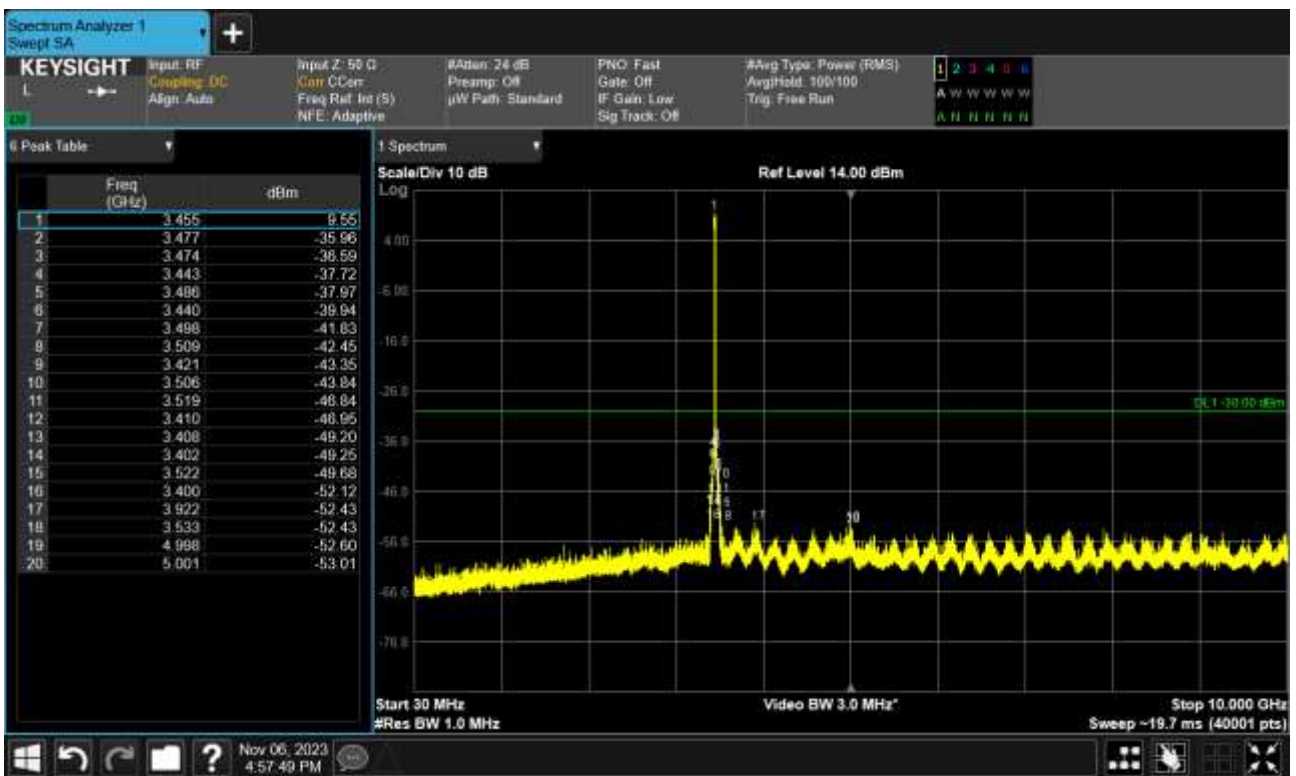 Spectrum Analyzer 1
Swept SA
+
KEYSIGHT
L
Input: RF
Coupling: DC
Align: Auto
Input Z: 50 Ω
Corr CCorr
Freq Ref: Int (S)
NFE: Adaptive
#Atten: 24 dB
Preamp: Off
µW Path: Standard
PNO: Fast
Gate: Off
IF Gain: Low
Sig Track: Off
#Avg Type: Power (RMS)
Avg|Hold: 100/100
Trig: Free Run
1 2 3 4 5 6
A W W W W W
A N N N N N
6 Peak Table
Freq (GHz) dBm
1 3.455 9.55
2 3.477 -35.96
3 3.474 -36.59
4 3.443 -37.72
5 3.486 -37.97
6 3.440 -39.94
7 3.498 -41.83
8 3.509 -42.45
9 3.421 -43.35
10 3.506 -43.84
11 3.519 -46.84
12 3.410 -46.95
13 3.408 -49.20
14 3.402 -49.25
15 3.522 -49.68
16 3.400 -52.12
17 3.922 -52.43
18 3.533 -52.43
19 4.998 -52.60
20 5.001 -53.01
1 Spectrum
Scale/Div 10 dB
Ref Level 14.00 dBm
Log
4.00
-6.00
-16.0
-26.0
-36.0
-46.0
-56.0
-66.0
-76.0
DL1 -30.00 dBm
1
17
Start 30 MHz
#Res BW 1.0 MHz
Video BW 3.0 MHz*
Stop 10.000 GHz
Sweep ~19.7 ms (40001 pts)
?
Nov 06, 2023
4:57:49 PM